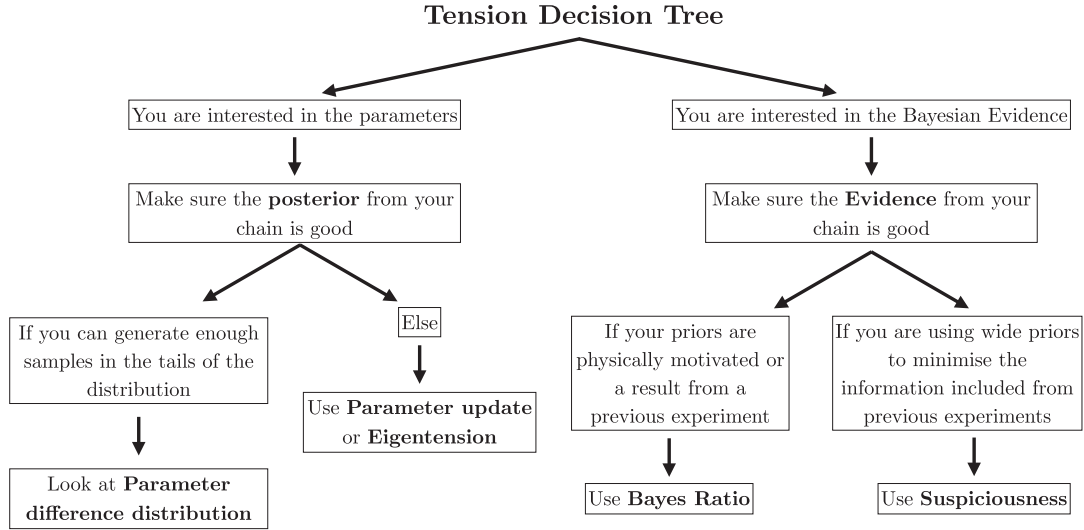 Tension Decision Tree
You are interested in the parameters
You are interested in the Bayesian Evidence
Make sure the posterior from your
chain is good
Make sure the Evidence from your
chain is good
If you can generate enough
samples in the tails of the
distribution
Else
If your priors are
physically motivated or
a result from a
previous experiment
If you are using wide priors
to minimise the
information included from
previous experiments
Use Parameter update
or Eigentension
Look at Parameter
difference distribution
Use Bayes Ratio
Use Suspiciousness